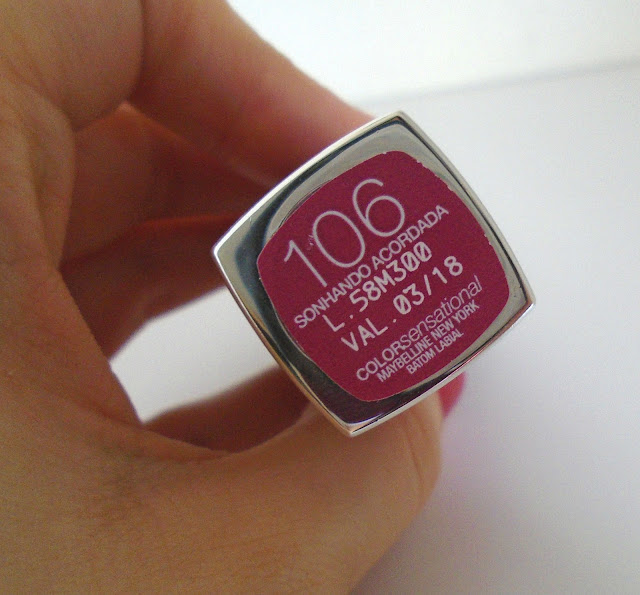 106
SONHANDO ACORDADA
L.58M300
VAL.03/18
COLORsensational
MAYBELLINE NEW YORK
BATOM LABIAL